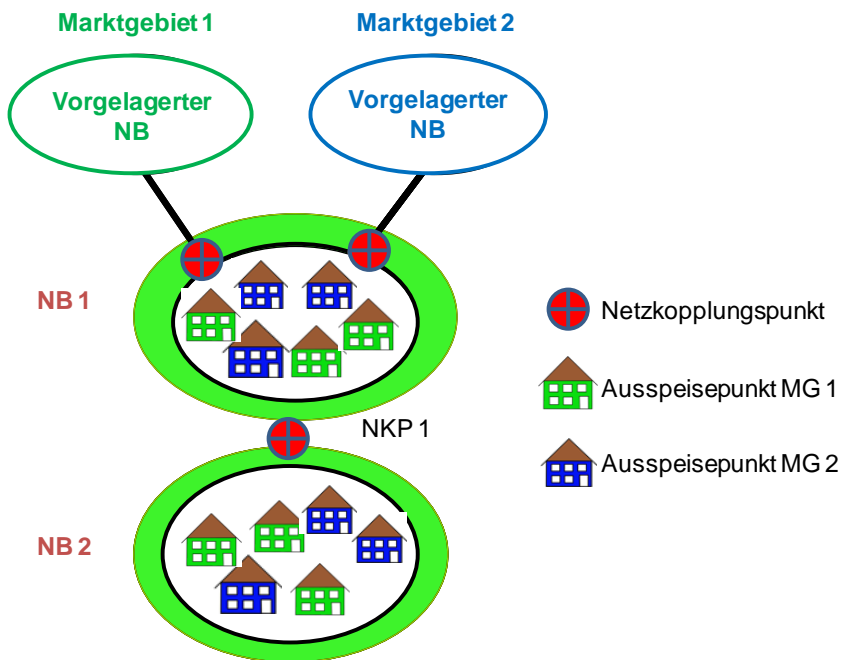 Marktgebiet 1
Marktgebiet 2
Vorgelagerter
NB
Vorgelagerter
NB
NB 1
Netzkopplungspunkt
Ausspeisepunkt MG 1
NKP 1
Ausspeisepunkt MG 2
NB 2